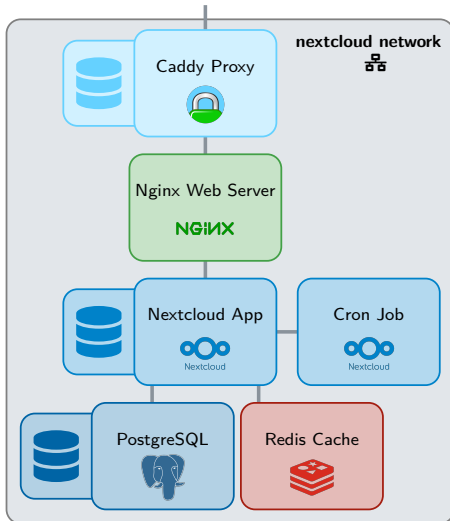 nextcloud network
Caddy Proxy
Nginx Web Server
NGINX
Nextcloud App
Nextcloud
Cron Job
Nextcloud
PostgreSQL
Redis Cache